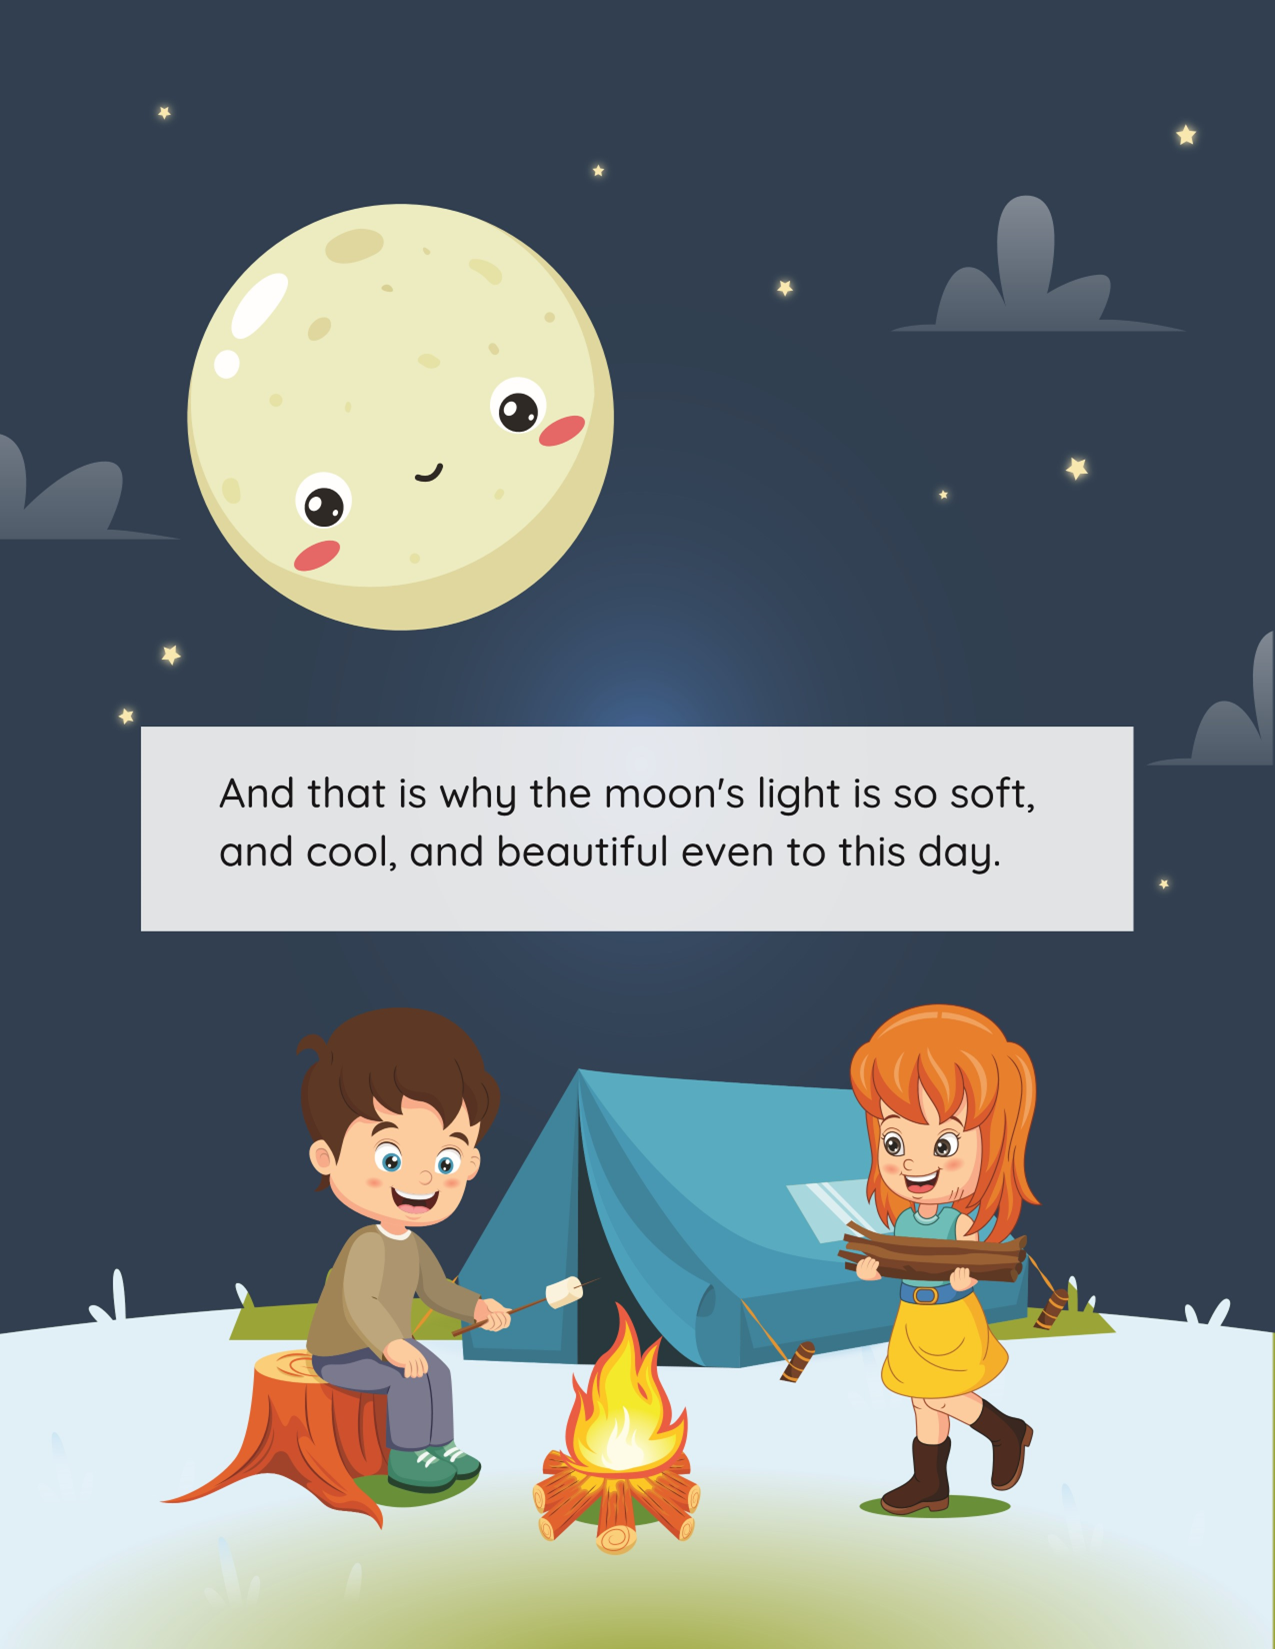 And that is why the moon's light is so soft,
and cool, and beautiful even to this day.